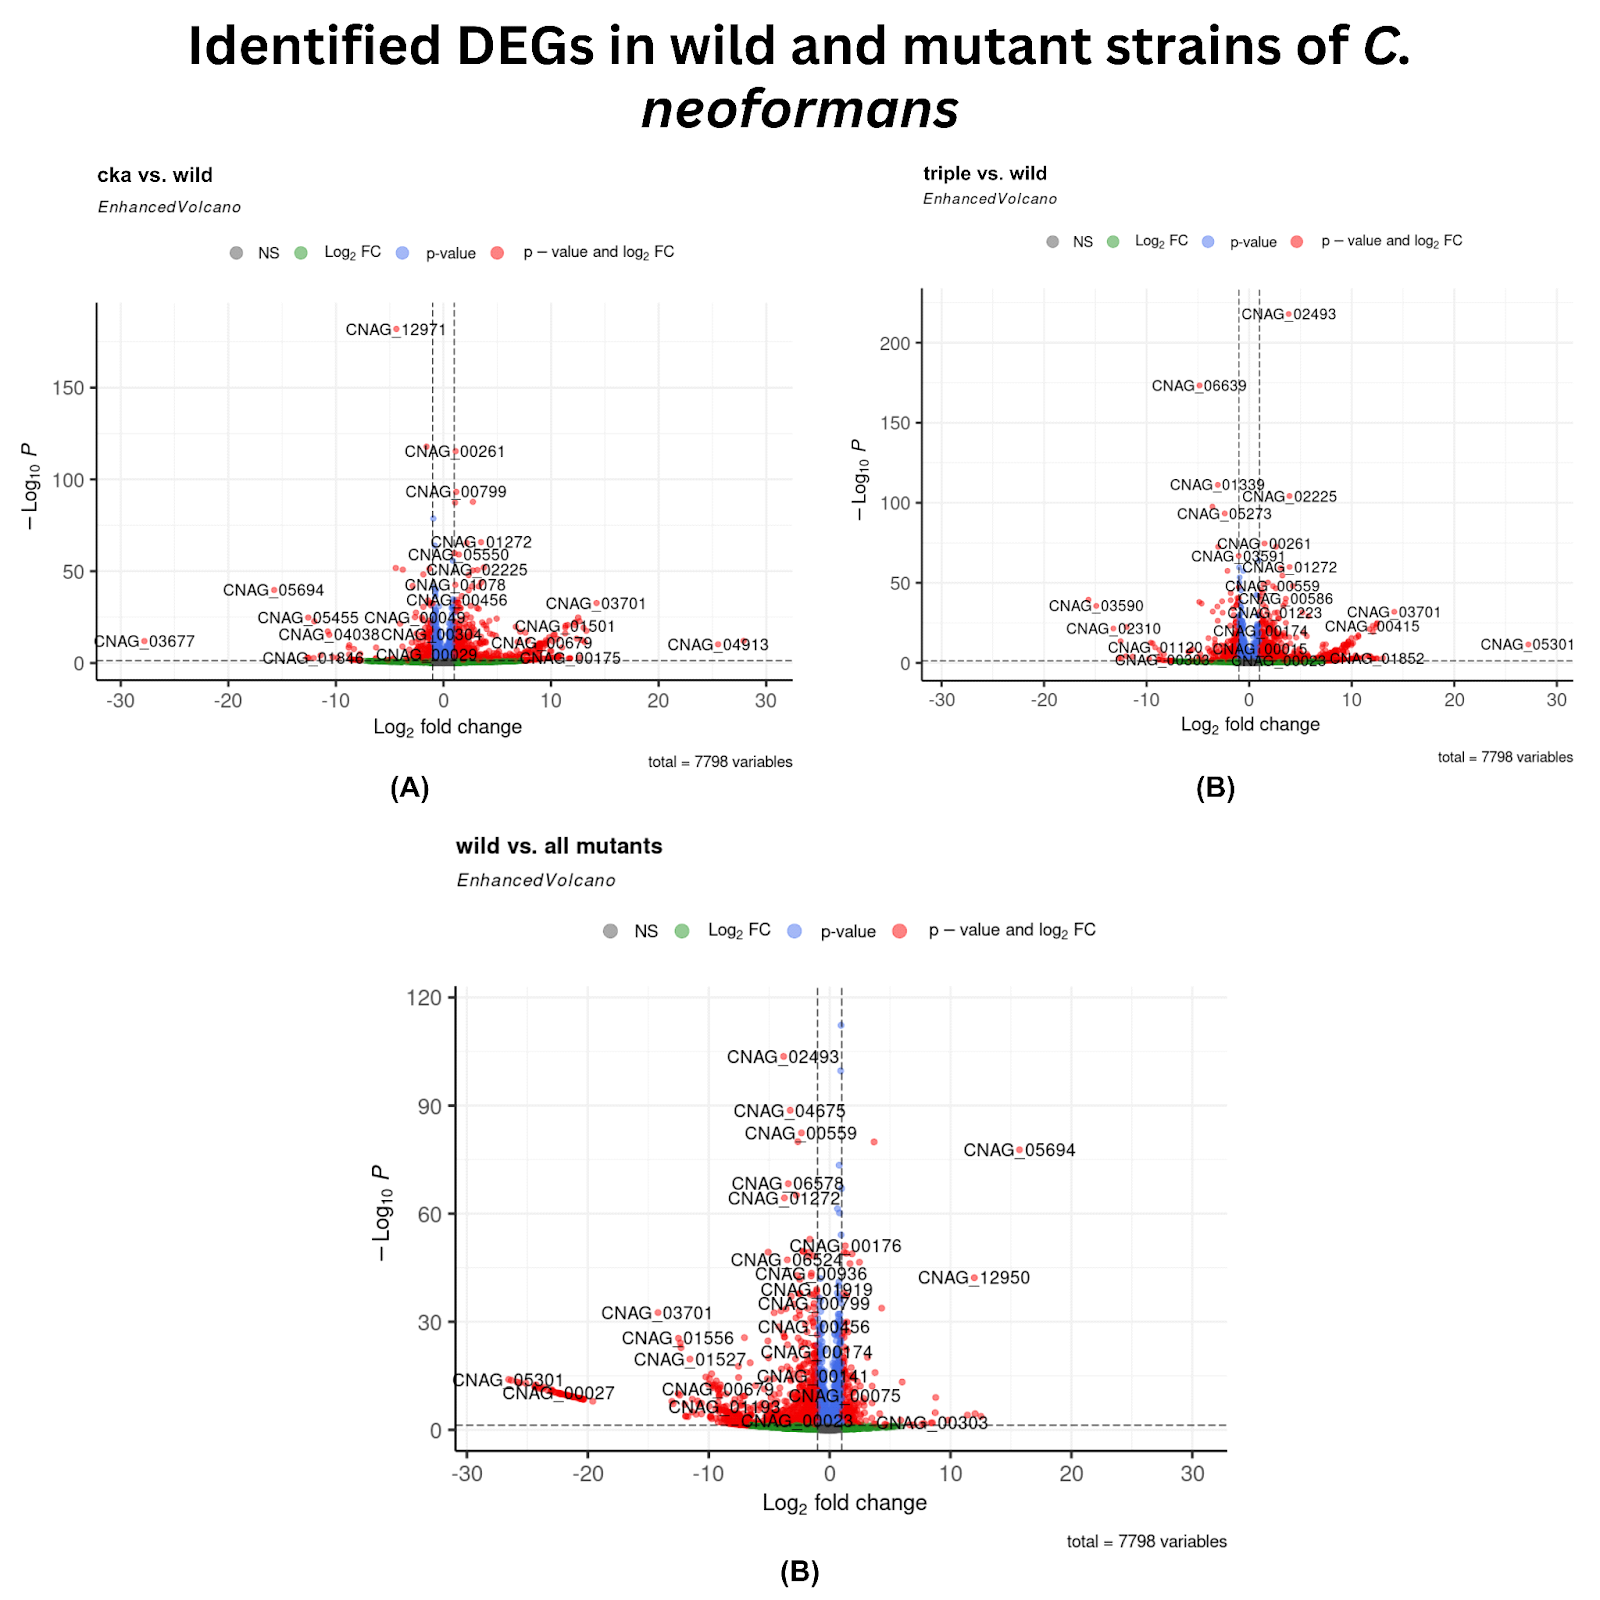 Identified DEGs in wild and mutant strains of C.
neoformans
cka vs. wild
EnhancedVolcano
NS Log2 FC p-value p – value and log2 FC
CNAG_12971
CNAG_00261
CNAG_00799
CNAG_01272
CNAG_05550
CNAG_02225
CNAG_01078
CNAG_05694
CNAG_00456
CNAG_03701
CNAG_05455
CNAG_00049
CNAG_01501
CNAG_04038
CNAG_00304
CNAG_03677
CNAG_00679
CNAG_04913
CNAG_01846
CNAG_00029
CNAG_00175
150
100
50
0
–Log10 P
-30 -20 -10 0 10 20 30
Log2 fold change
total = 7798 variables
(A)
triple vs. wild
EnhancedVolcano
NS Log2 FC p-value p – value and log2 FC
CNAG_02493
CNAG_06639
CNAG_01339
CNAG_02225
CNAG_05273
CNAG_00261
CNAG_03591
CNAG_01272
CNAG_00559
CNAG_00586
CNAG_03590
CNAG_01223
CNAG_03701
CNAG_02310
CNAG_00174
CNAG_00415
CNAG_01120
CNAG_00015
CNAG_05301
CNAG_00303
CNAG_00023
CNAG_01852
200
150
100
50
0
–Log10 P
-30 -20 -10 0 10 20 30
Log2 fold change
total = 7798 variables
(B)
wild vs. all mutants
EnhancedVolcano
NS Log2 FC p-value p – value and log2 FC
CNAG_02493
CNAG_04675
CNAG_00559
CNAG_05694
CNAG_06578
CNAG_01272
CNAG_00176
CNAG_06524
CNAG_00936
CNAG_12950
CNAG_01919
CNAG_00799
CNAG_03701
CNAG_00456
CNAG_01556
CNAG_00174
CNAG_01527
CNAG_00141
CNAG_05301
CNAG_00027
CNAG_00679
CNAG_00075
CNAG_01193
CNAG_00023
CNAG_00303
120
90
60
30
0
–Log10 P
-30 -20 -10 0 10 20 30
Log2 fold change
total = 7798 variables
(B)